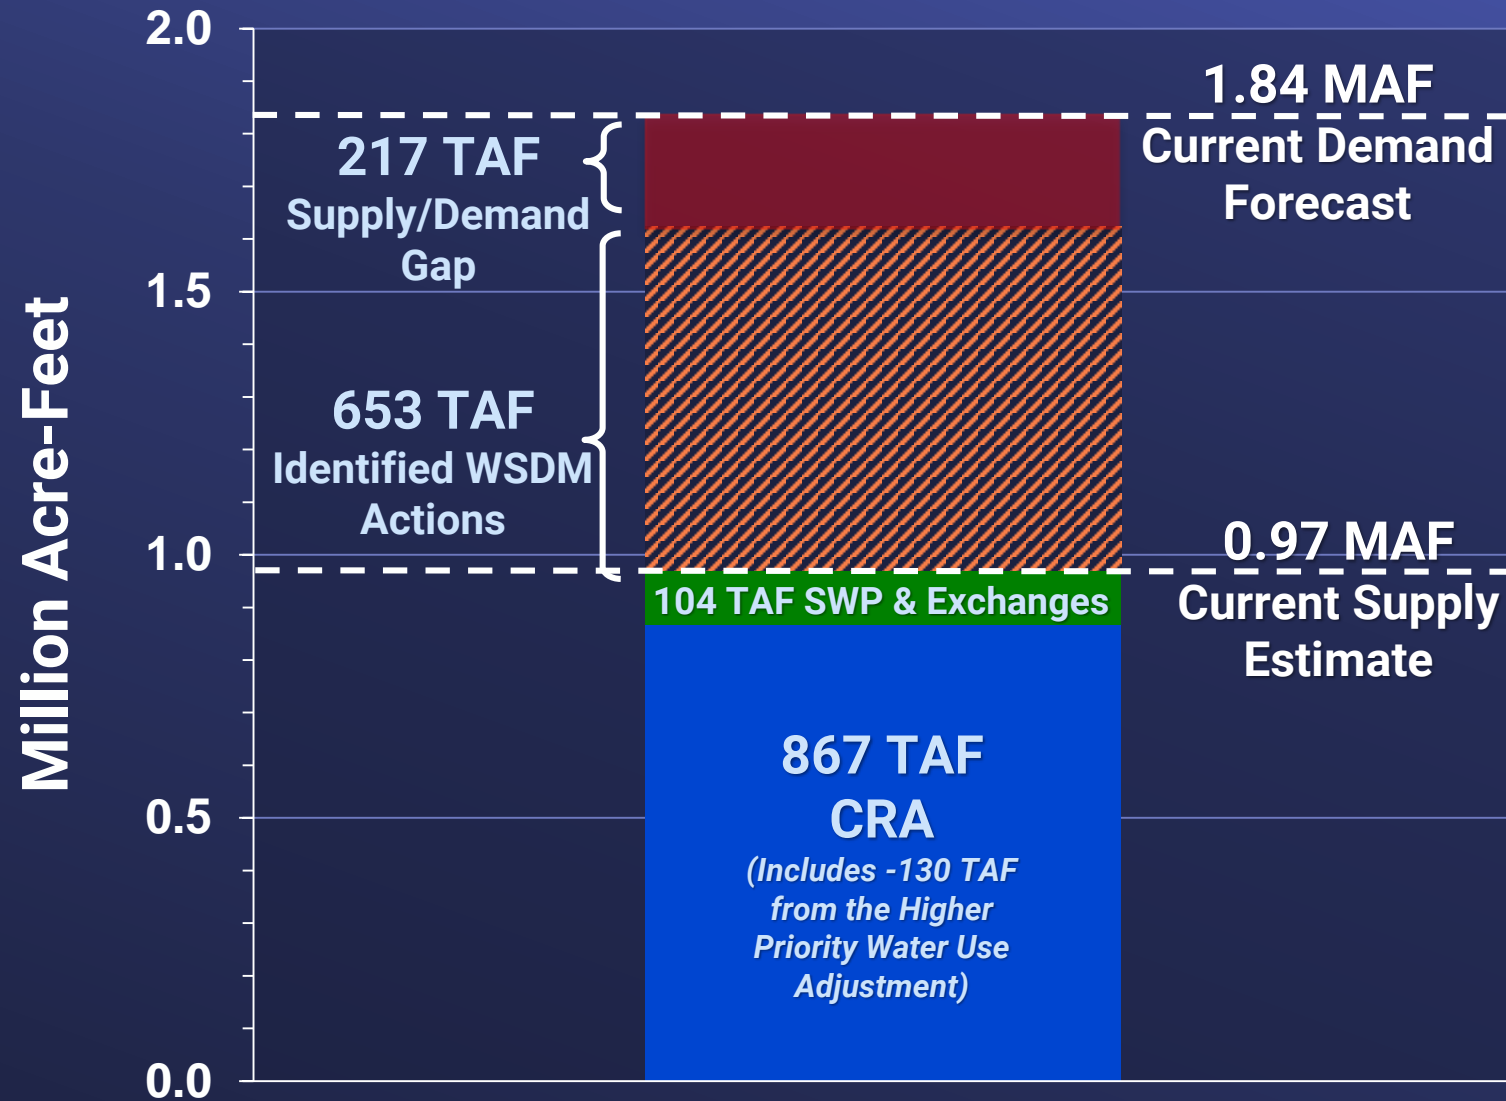 Million Acre-Feet
2.0
1.5
1.0
0.5
0.0
217 TAF
Supply/Demand
Gap
653 TAF
Identified WSDM
Actions
104 TAF SWP & Exchanges
867 TAF
CRA
(Includes -130 TAF
from the Higher
Priority Water Use
Adjustment)
1.84 MAF
Current Demand
Forecast
0.97 MAF
Current Supply
Estimate